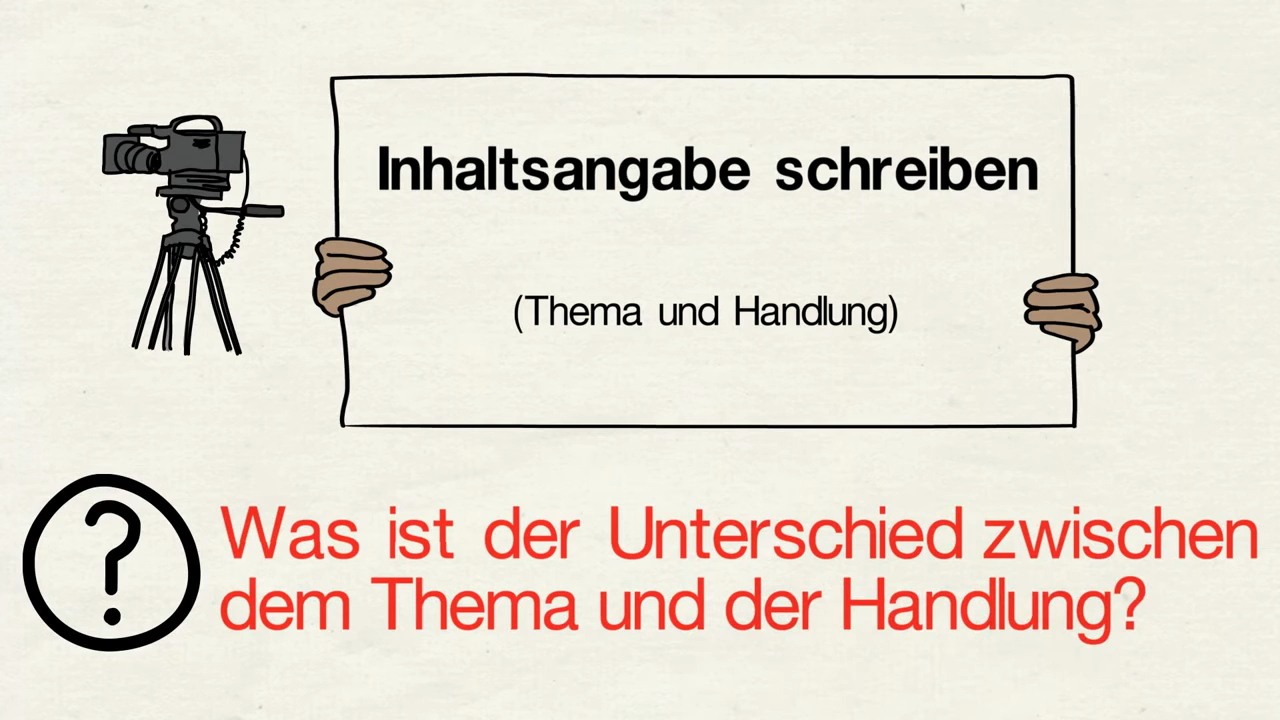 Inhaltsangabe schreiben
(Thema und Handlung)
?
Was ist der Unterschied zwischen
dem Thema und der Handlung?